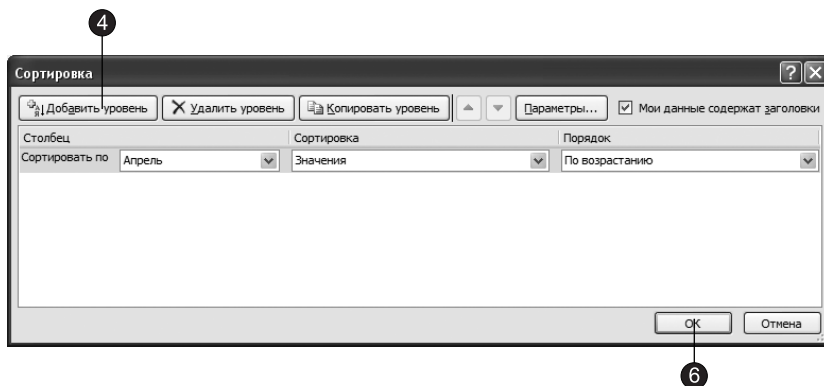 4
Сортировка
Добавить уровень Удалить уровень Копировать уровень Параметры... Мои данные содержат заголовки
Столбец Сортировка Порядок
Сортировать по Апрель Значения По возрастанию
ОК Отмена
6